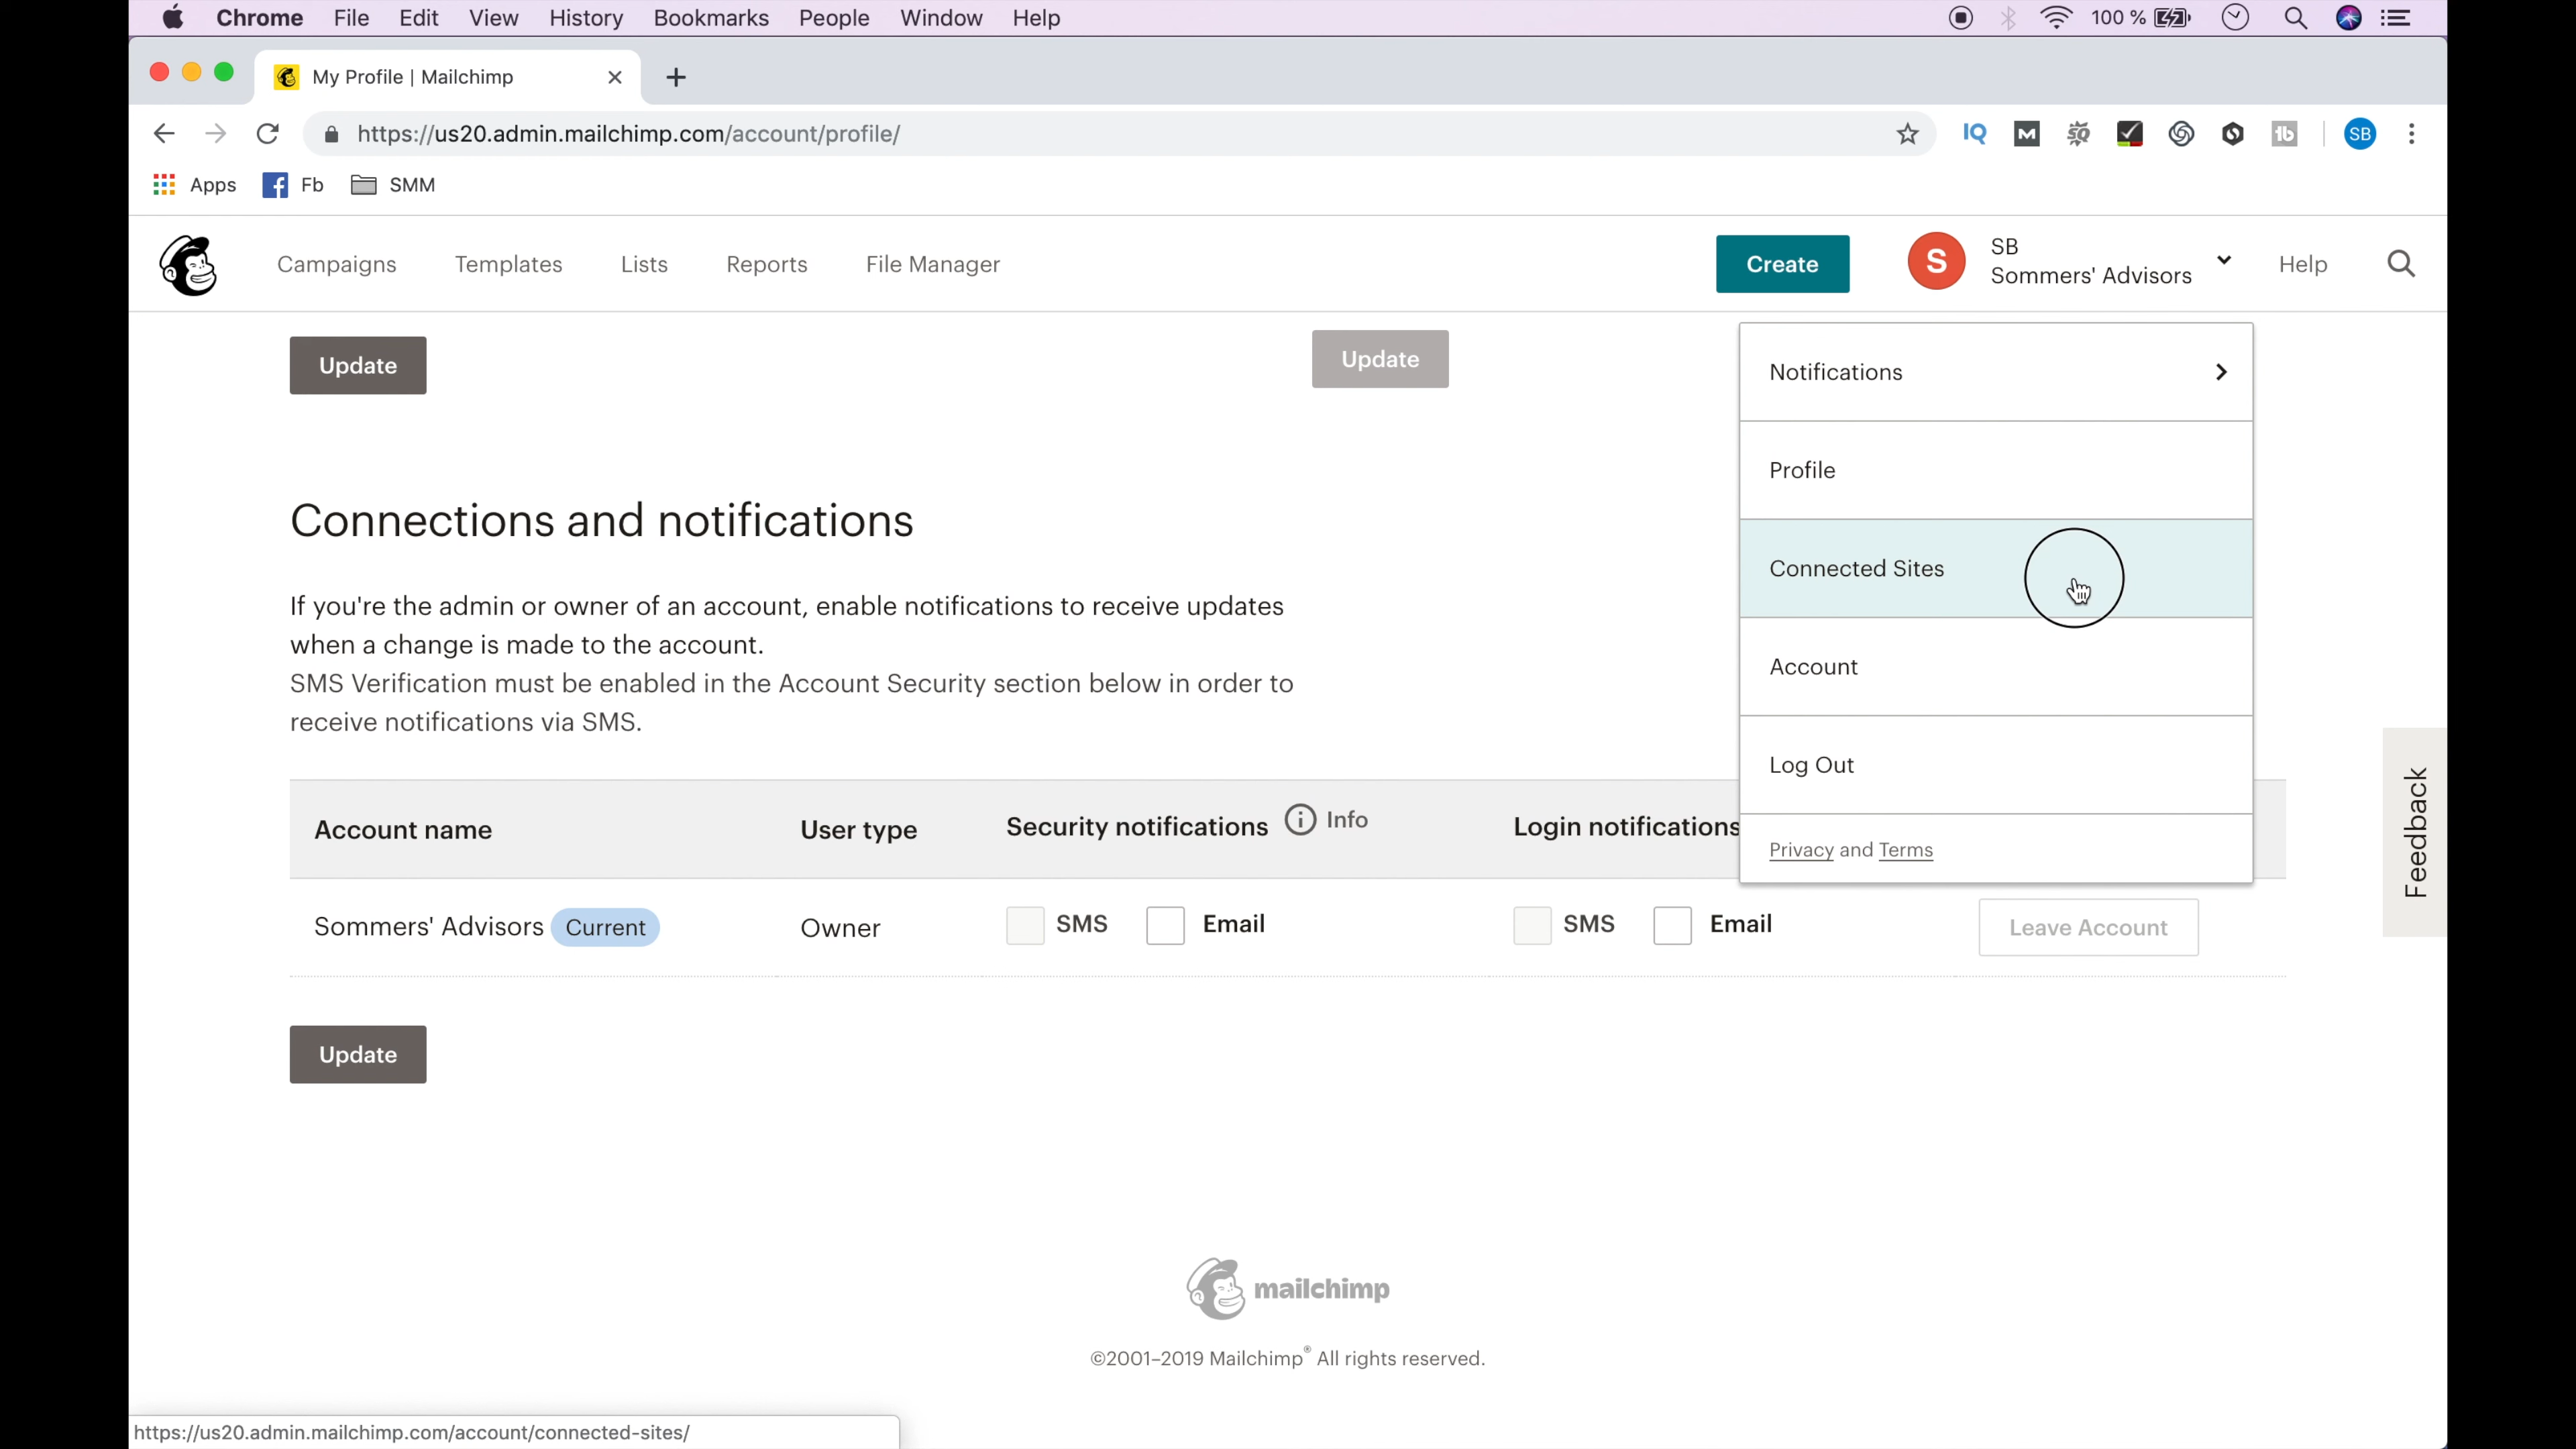 Chrome File Edit View History Bookmarks People Window Help 100 %
My Profile | Mailchimp
https://us20.admin.mailchimp.com/account/profile/ IQ M SQ tb SB
Apps Fb SMM
Campaigns Templates Lists Reports File Manager Create S SB Help
Sommers' Advisors
Update Update
Notifications
Profile
Connected Sites
Account
Log Out
Privacy and Terms
Connections and notifications
If you're the admin or owner of an account, enable notifications to receive updates
when a change is made to the account.
SMS Verification must be enabled in the Account Security section below in order to
receive notifications via SMS.
Account name User type Security notifications Info Login notifications
Sommers' Advisors Current Owner SMS Email SMS Email Leave Account
Update
Feedback
mailchimp
©2001–2019 Mailchimp® All rights reserved.
https://us20.admin.mailchimp.com/account/connected-sites/